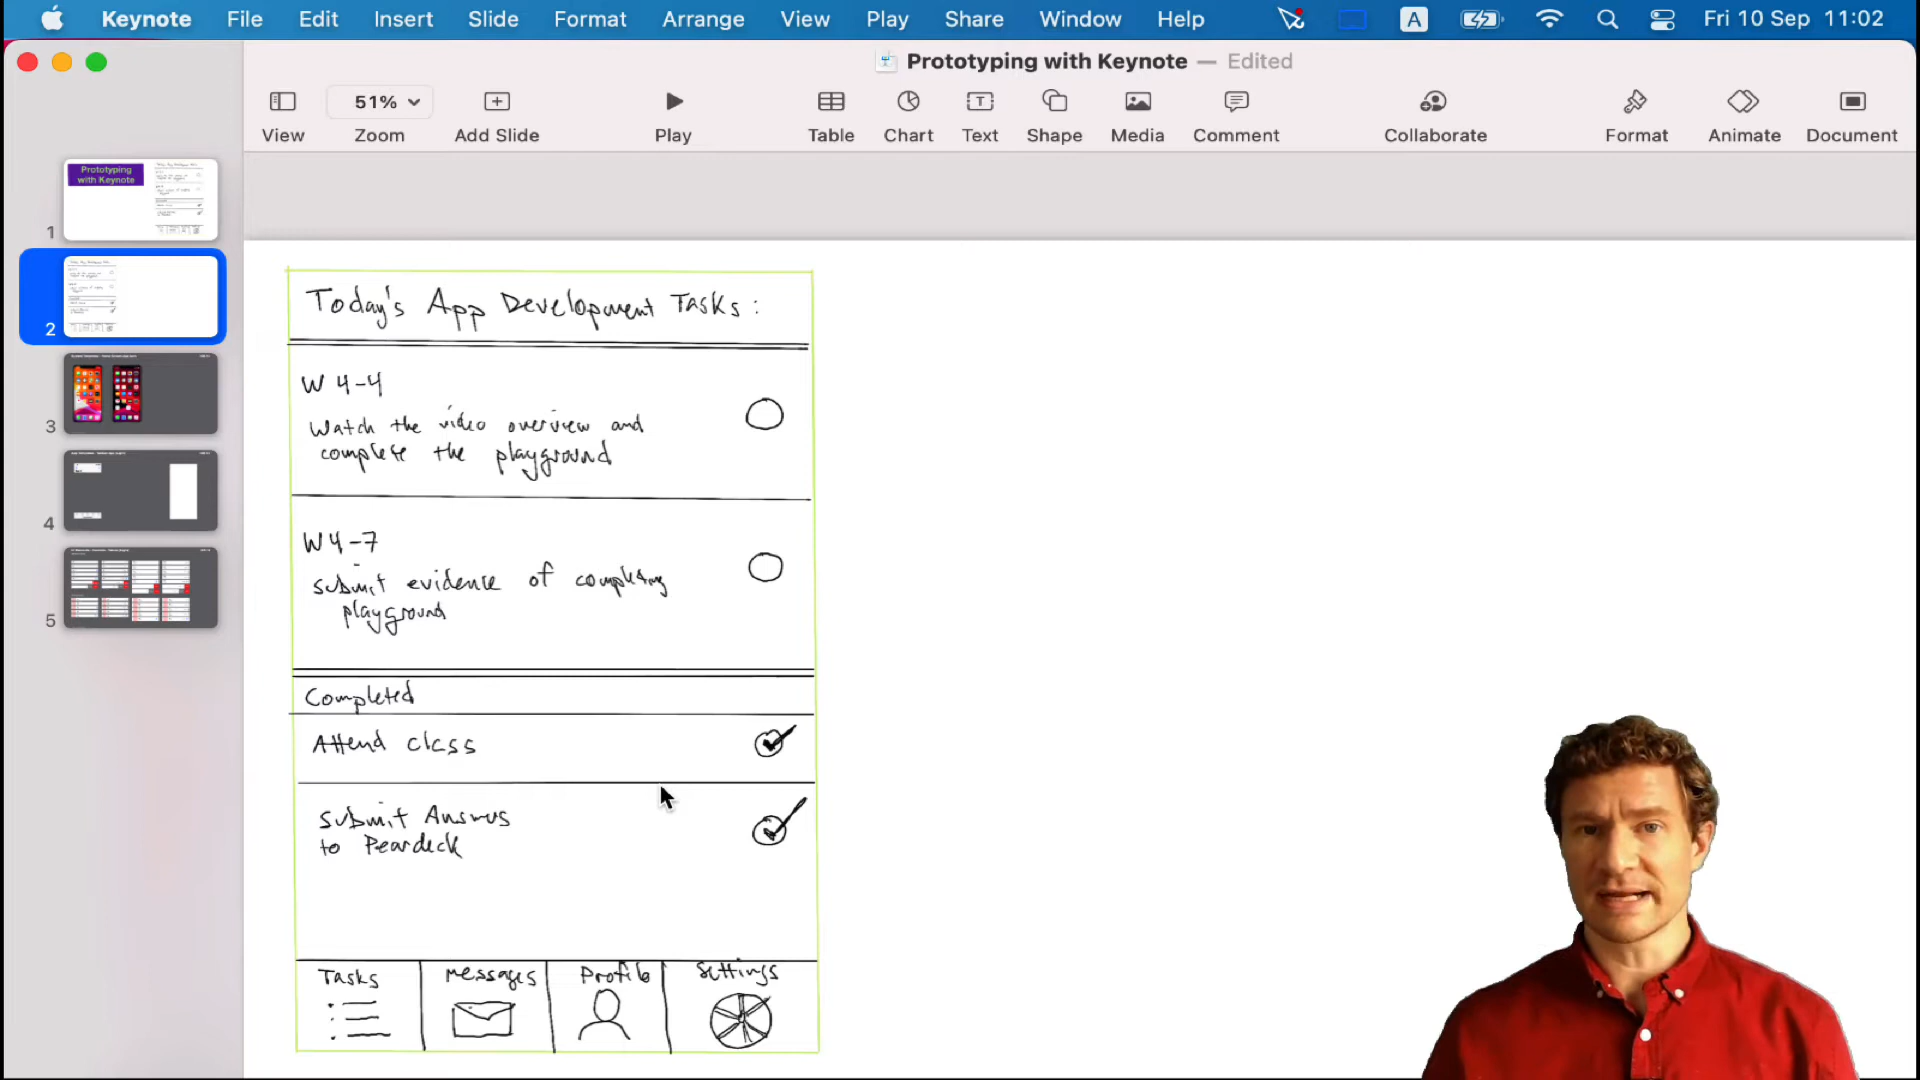 Keynote File Edit Insert Slide Format Arrange View Play Share Window Help A Fri 10 Sep 11:02
Prototyping with Keynote — Edited
51%
View Zoom Add Slide Play Table Chart Text Shape Media Comment Collaborate Format Animate Document
Prototyping
with Keynote
1
2
3
4
5
Today's App Development Tasks:
W 4-4
Watch the video overview and
complete the playground
W4-7
submit evidence of completing
playground
Completed
Attend class
Submit Answers
to Peardeck
Tasks Messages Profile Settings